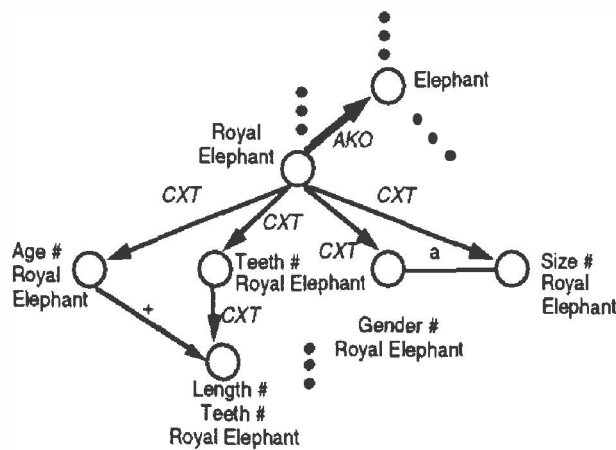 Elephant
Royal
Elephant
AKO
CXT
CXT
CXT
CXT
Age #
Royal
Elephant
Teeth #
Royal Elephant
a
Size #
Royal
Elephant
+
CXT
Gender #
Royal Elephant
Length #
Teeth #
Royal Elephant